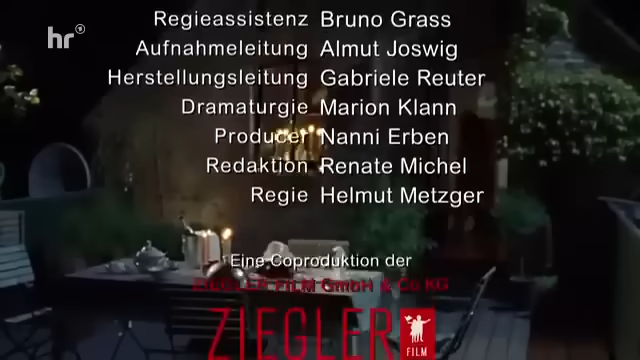 hr
Regieassistenz Bruno Grass
Aufnahmeleitung Almut Joswig
Herstellungsleitung Gabriele Reuter
Dramaturgie Marion Klann
Producer Nanni Erben
Redaktion Renate Michel
Regie Helmut Metzger
Eine Coproduktion der
ZIEGLER FILM GmbH & Co KG
ZIEGLER FILM